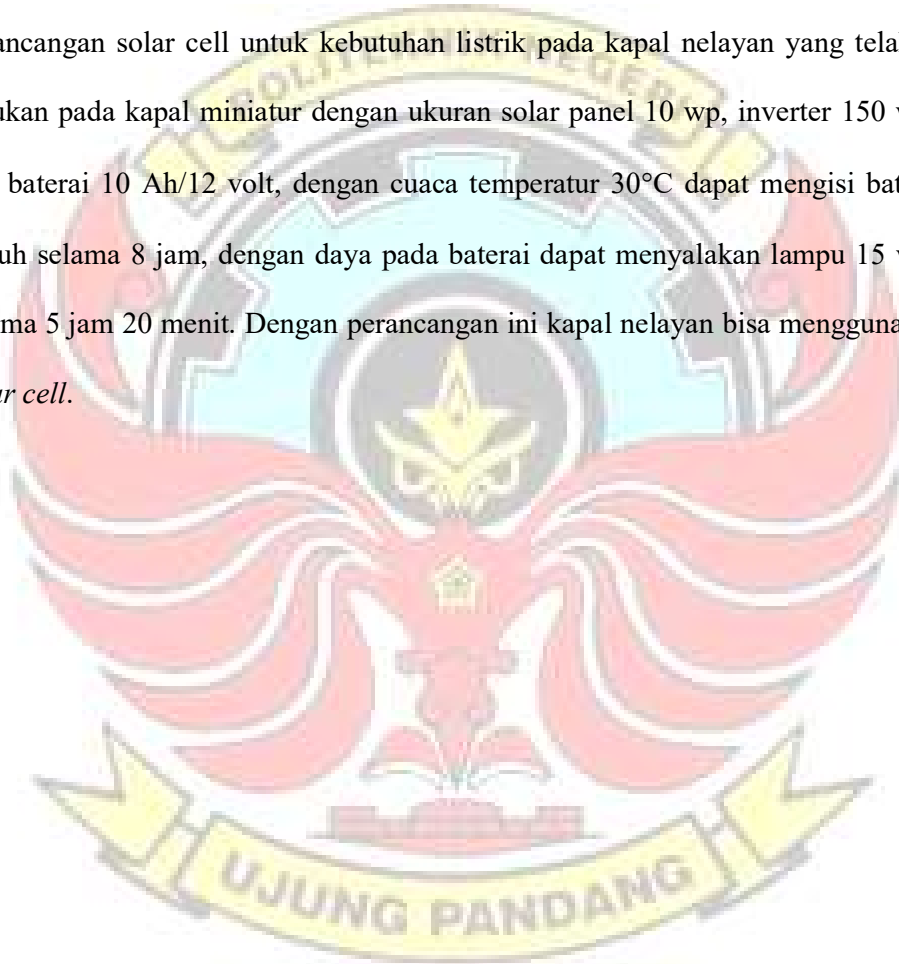 ancangan solar cell untuk kebutuhan listrik pada kapal nelayan yang tela
ukan pada kapal miniatur dengan ukuran solar panel 10 wp, inverter 150
baterai 10 Ah/12 volt, dengan cuaca temperatur 30°C dapat mengisi bat
uh selama 8 jam, dengan daya pada baterai dapat menyalakan lampu 15
ma 5 jam 20 menit. Dengan perancangan ini kapal nelayan bisa mengguna
r cell.
POLITEKNIK NEGERI
UJUNG PANDANG